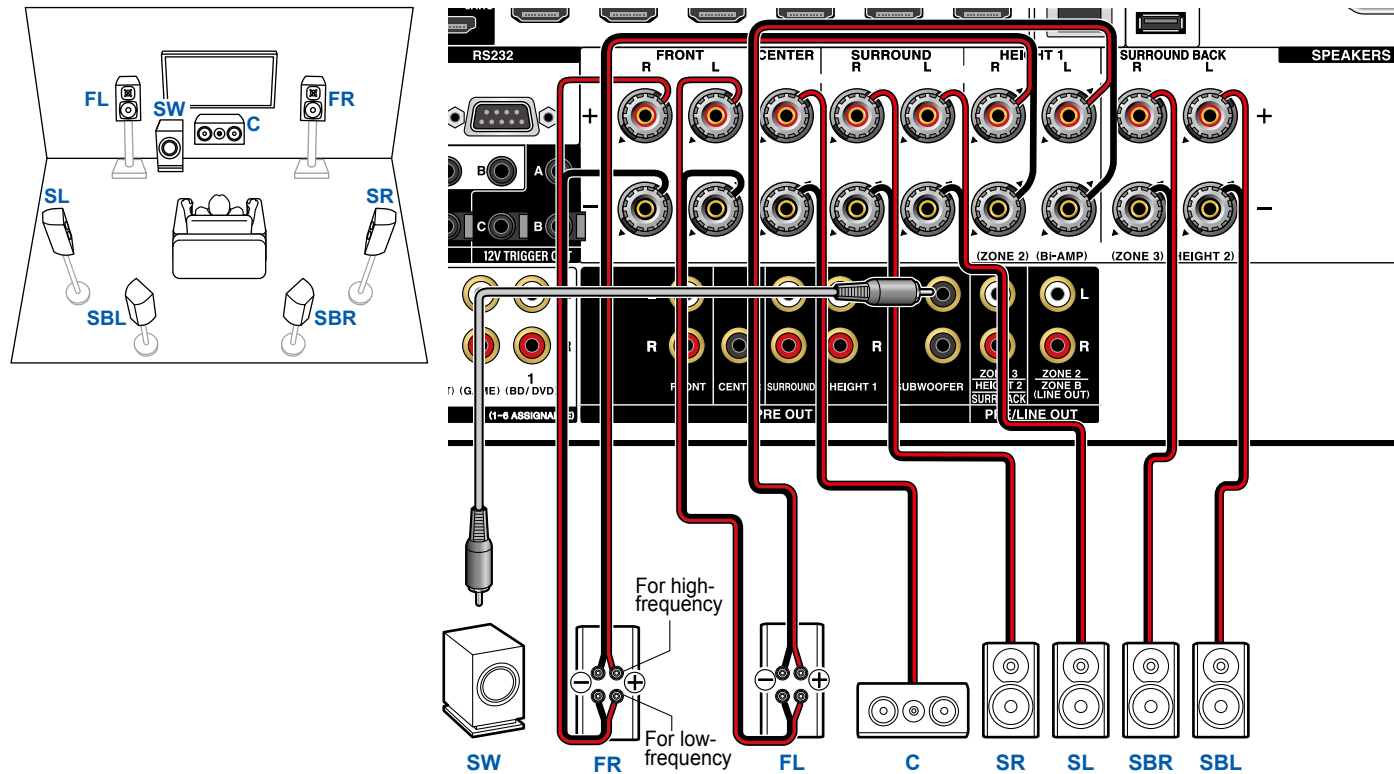 FL
SW
FR
C
SL
SR
SBL
SBR
RS232
FRONT
CENTER
SURROUND
HEIGHT 1
SURROUND BACK
SPEAKERS
R
L
R
L
R
L
R
L
+
+
B
A
−
−
C
B
12V TRIGGER OUT
(ZONE 2)
(Bi-AMP)
(ZONE 3)
HEIGHT 2)
L
R
R
R
R
(GAME)
1
(BD/DVD)
FRONT
CENTER
SURROUND
HEIGHT 1
SUBWOOFER
ZONE 3
HEIGHT 2
SURR BACK
ZONE 2
ZONE B
(LINE OUT)
(1~6 ASSIGNABLE)
PRE OUT
PRE/LINE OUT
For high-
frequency
− +
− +
For low-
frequency
SW
FR
FL
C
SR
SL
SBR
SBL